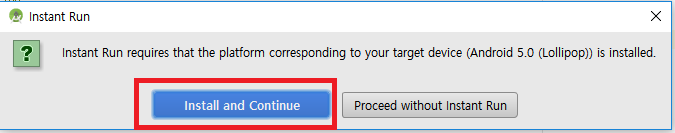 Instant Run
Instant Run requires that the platform corresponding to your target device (Android 5.0 (Lollipop)) is installed.
Install and Continue
Proceed without Instant Run